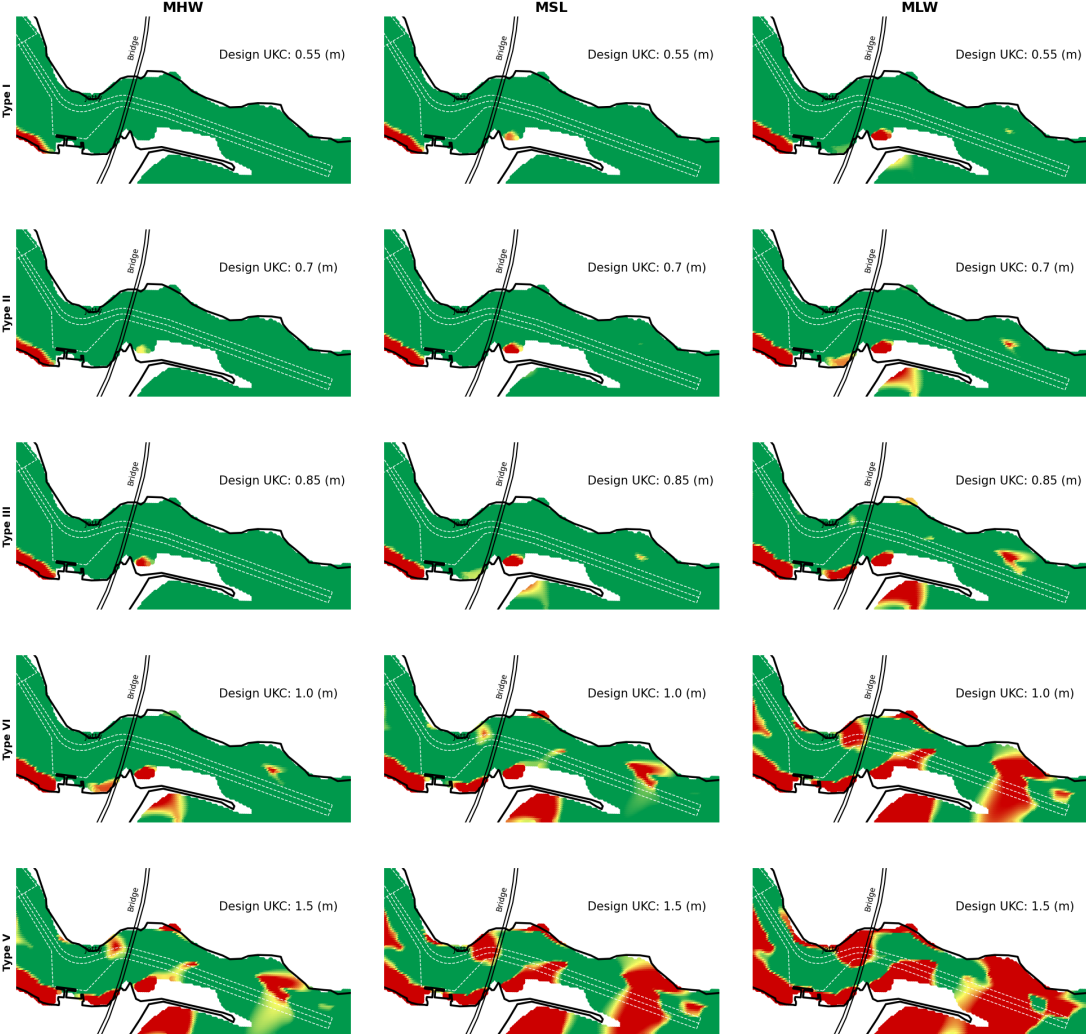 MHW MSL MLW
Type I
Bridge
Design UKC: 0.55 (m)
Bridge
Design UKC: 0.55 (m)
Bridge
Design UKC: 0.55 (m)
Type II
Bridge
Design UKC: 0.7 (m)
Bridge
Design UKC: 0.7 (m)
Bridge
Design UKC: 0.7 (m)
Type III
Bridge
Design UKC: 0.85 (m)
Bridge
Design UKC: 0.85 (m)
Bridge
Design UKC: 0.85 (m)
Type VI
Bridge
Design UKC: 1.0 (m)
Bridge
Design UKC: 1.0 (m)
Bridge
Design UKC: 1.0 (m)
Type V
Bridge
Design UKC: 1.5 (m)
Bridge
Design UKC: 1.5 (m)
Bridge
Design UKC: 1.5 (m)